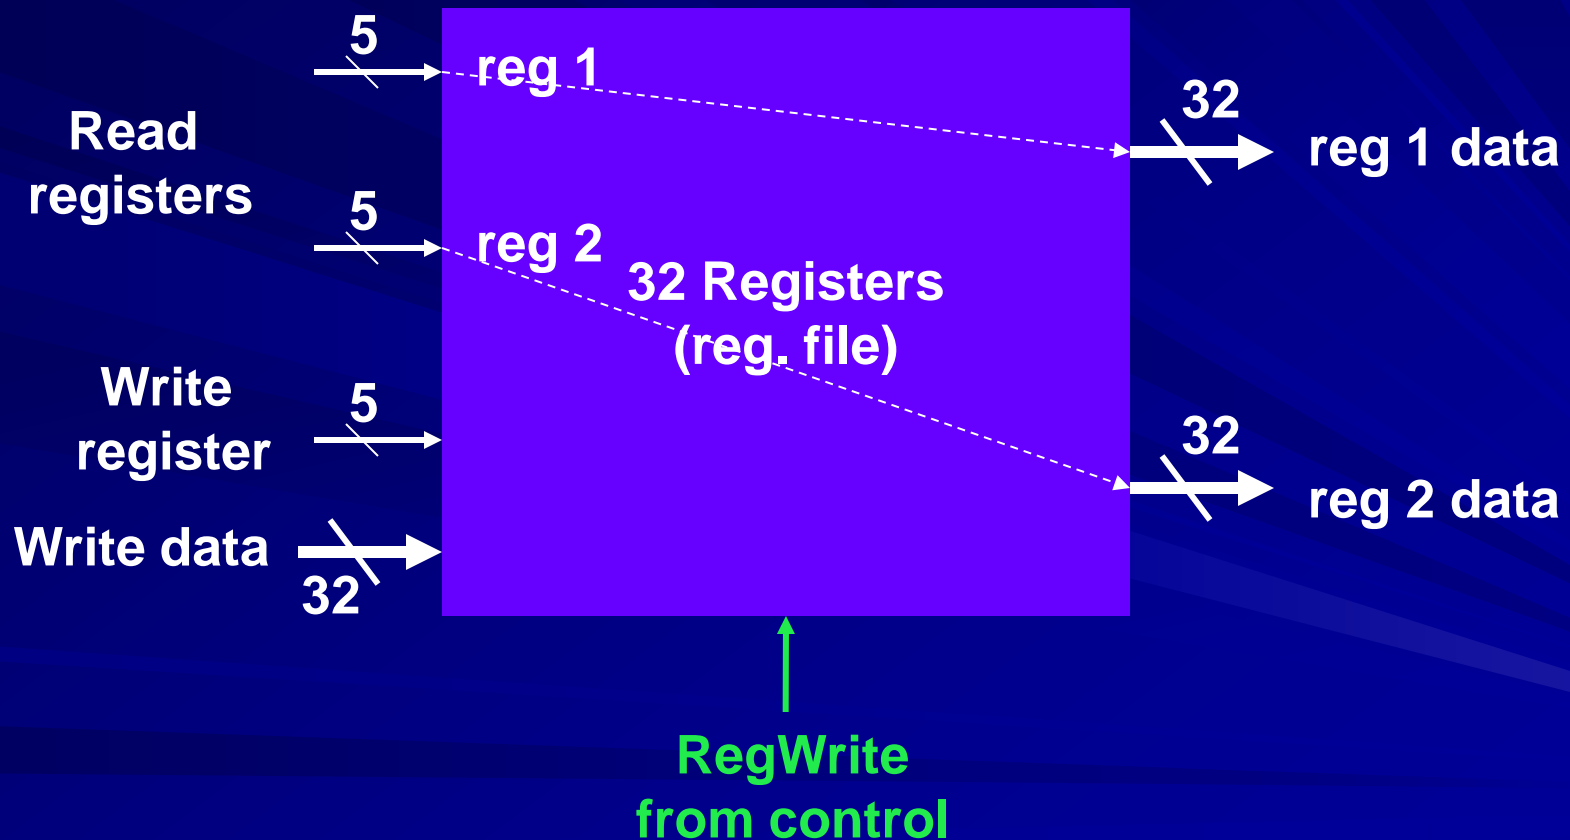 5
reg 1
32
reg 1 data
Read
registers
5
reg 2
32 Registers
(reg. file)
Write
register
5
32
reg 2 data
Write data
32
RegWrite
from control